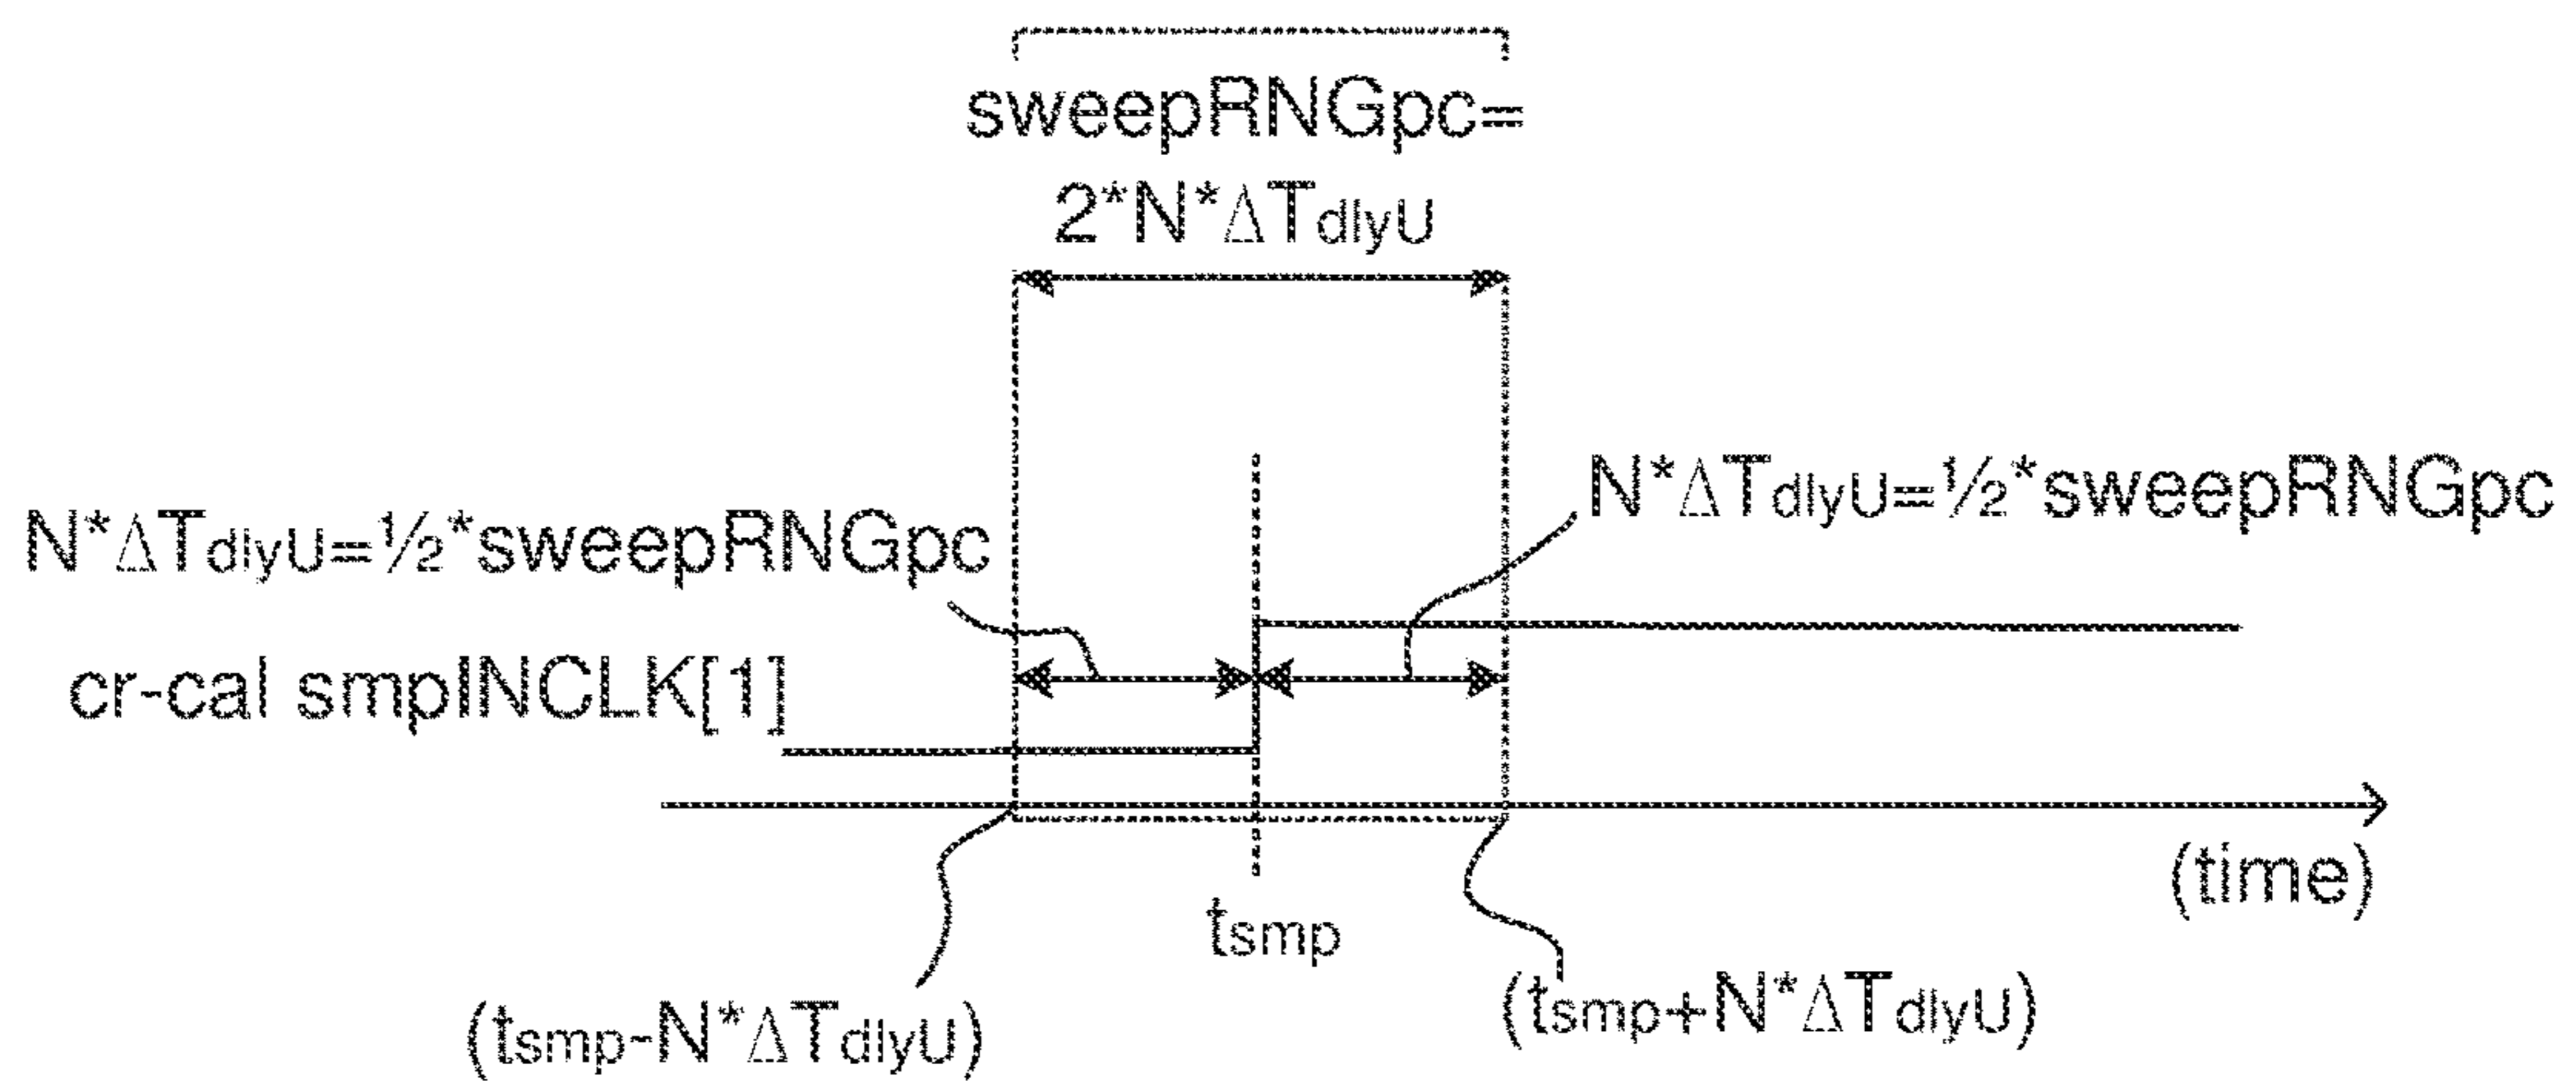 sweepRNGpc=
2*N*ΔTdlyU
N*ΔTdlyU=½*sweepRNGpc
N*ΔTdlyU=½*sweepRNGpc
cr-cal smpINCLK[1]
(time)
tsmp
(tsmp-N*ΔTdlyU)
(tsmp+N*ΔTdlyU)